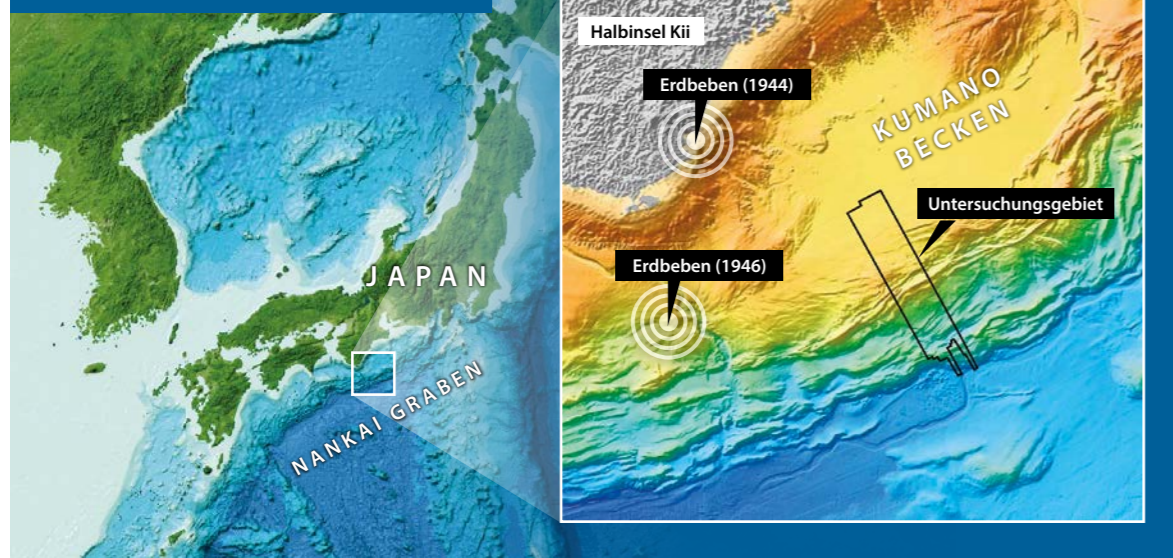 JAPAN
NANKAI GRABEN
Halbinsel Kii
Erdbeben (1944)
KUMANO
BECKEN
Untersuchungsgebiet
Erdbeben (1946)